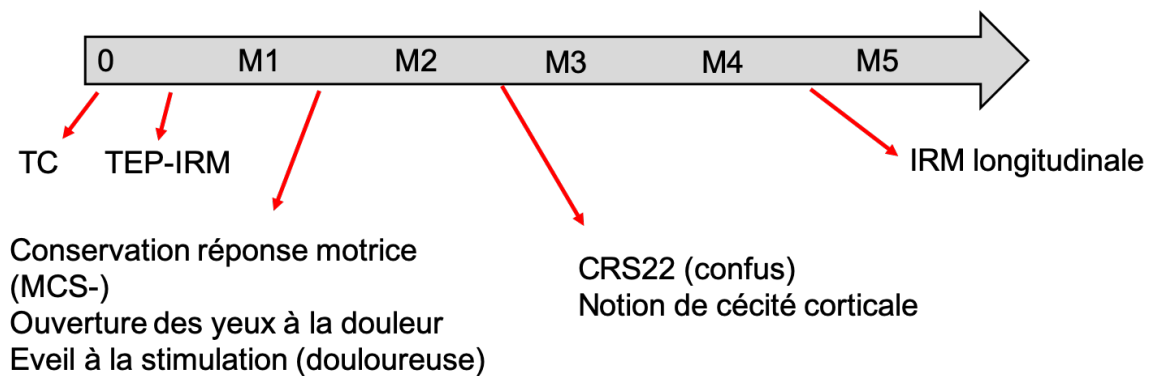 0 M1 M2 M3 M4 M5
TC TEP-IRM
IRM longitudinale
Conservation réponse motrice
(MCS-)
Ouverture des yeux à la douleur
Eveil à la stimulation (douloureuse)
CRS22 (confus)
Notion de cécité corticale